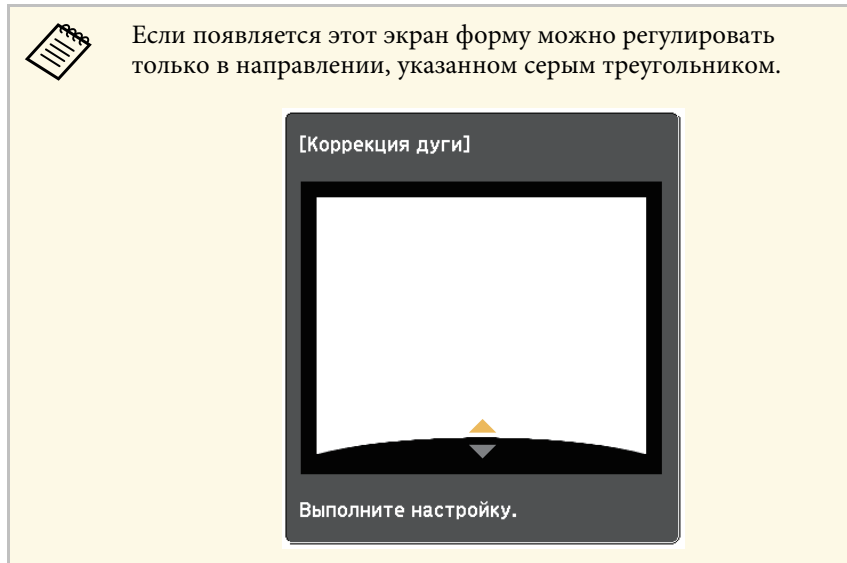 Если появляется этот экран форму можно регулировать
только в направлении, указанном серым треугольником.
[Коррекция дуги]
Выполните настройку.